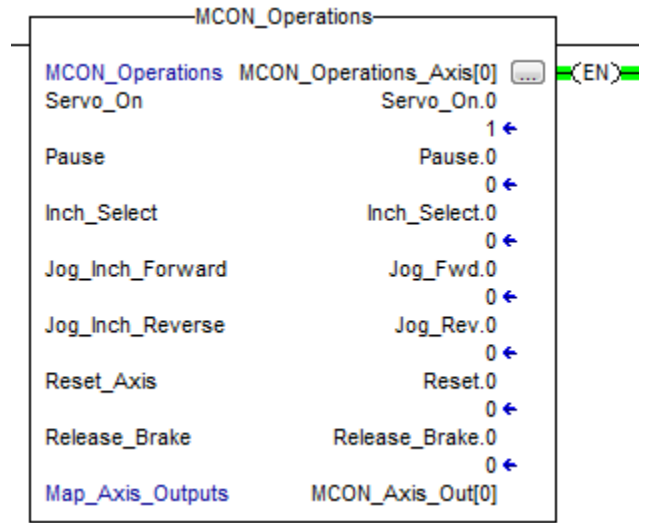 MCON_Operations
MCON_Operations MCON_Operations_Axis[0] ... (EN)
Servo_On Servo_On.0
1
Pause Pause.0
0
Inch_Select Inch_Select.0
0
Jog_Inch_Forward Jog_Fwd.0
0
Jog_Inch_Reverse Jog_Rev.0
0
Reset_Axis Reset.0
0
Release_Brake Release_Brake.0
0
Map_Axis_Outputs MCON_Axis_Out[0]